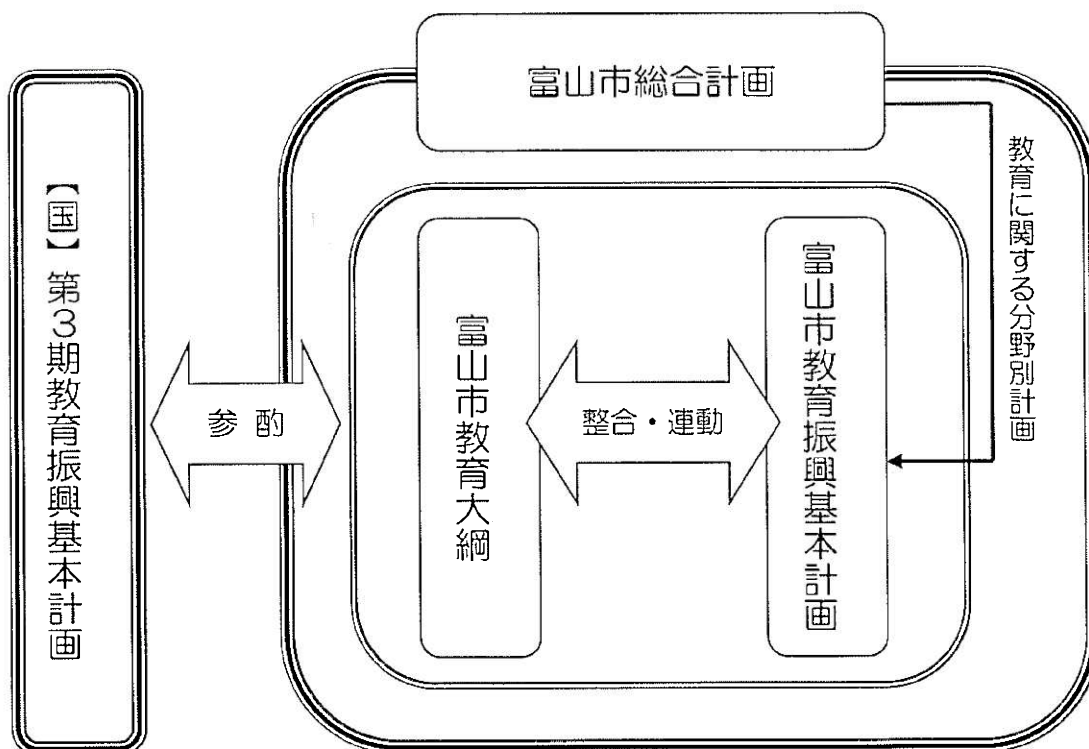 富山市総合計画
【国】第3期教育振興基本計画
参酌
富山市教育大綱
整合・連動
富山市教育振興基本計画
教育に関する分野別計画